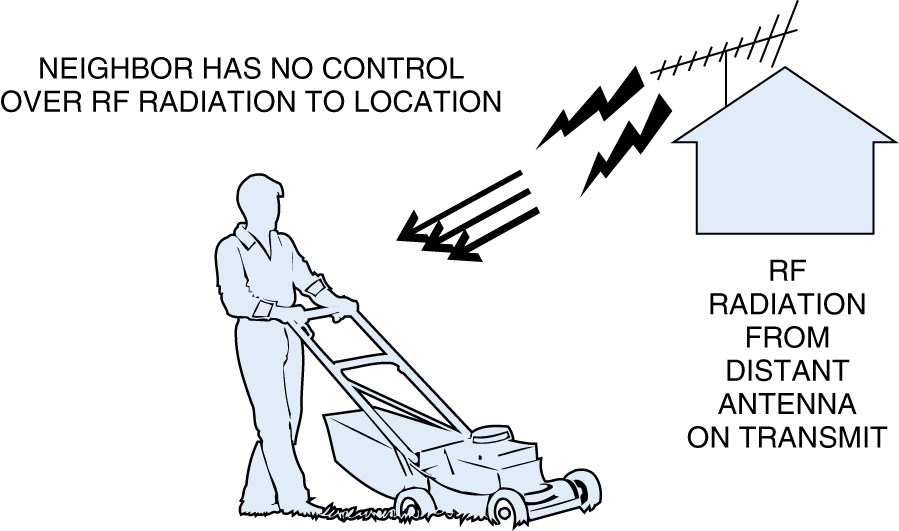 NEIGHBOR HAS NO CONTROL
OVER RF RADIATION TO LOCATION
RF
RADIATION
FROM
DISTANT
ANTENNA
ON TRANSMIT